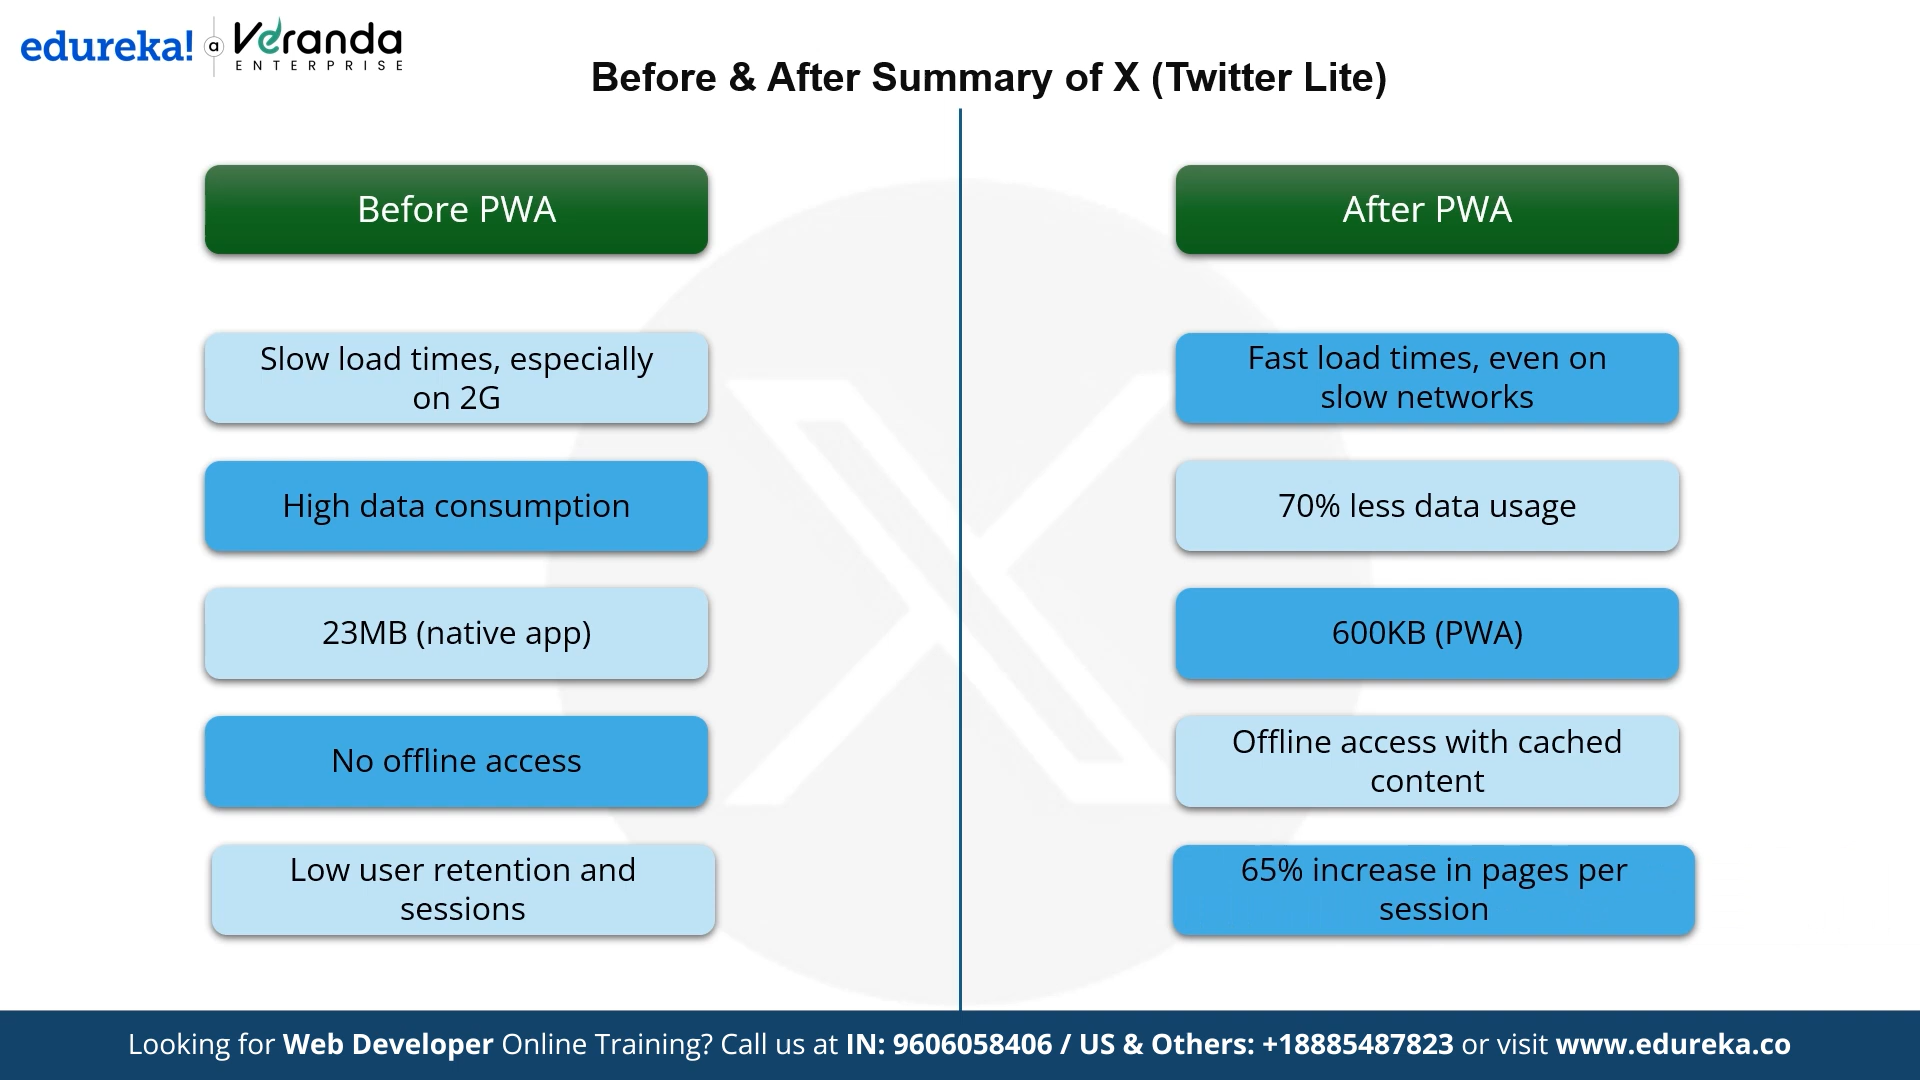 edureka! a Veranda
ENTERPRISE
Before & After Summary of X (Twitter Lite)
Before PWA
Slow load times, especially
on 2G
High data consumption
23MB (native app)
No offline access
Low user retention and
sessions
After PWA
Fast load times, even on
slow networks
70% less data usage
600KB (PWA)
Offline access with cached
content
65% increase in pages per
session
Looking for Web Developer Online Training? Call us at IN: 9606058406 / US & Others: +18885487823 or visit www.edureka.co